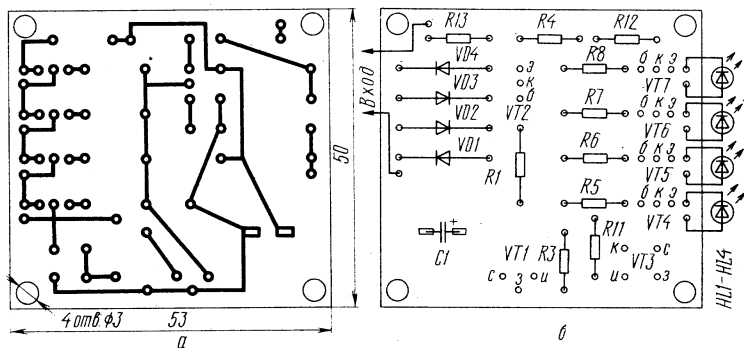 50
4 отв. ф3
53
а
Вход
R13
R4
R12
VD4
R8
б к э
VT7
э
к
б
VD3
VT2
R7
VD2
VT6
R6
VD1
б к э
VT5
R1
R5
б к э
VT4
R11
C1
+
VT1
R3
с
з
и
к
с
VT3
и
з
HL1-HL4
б